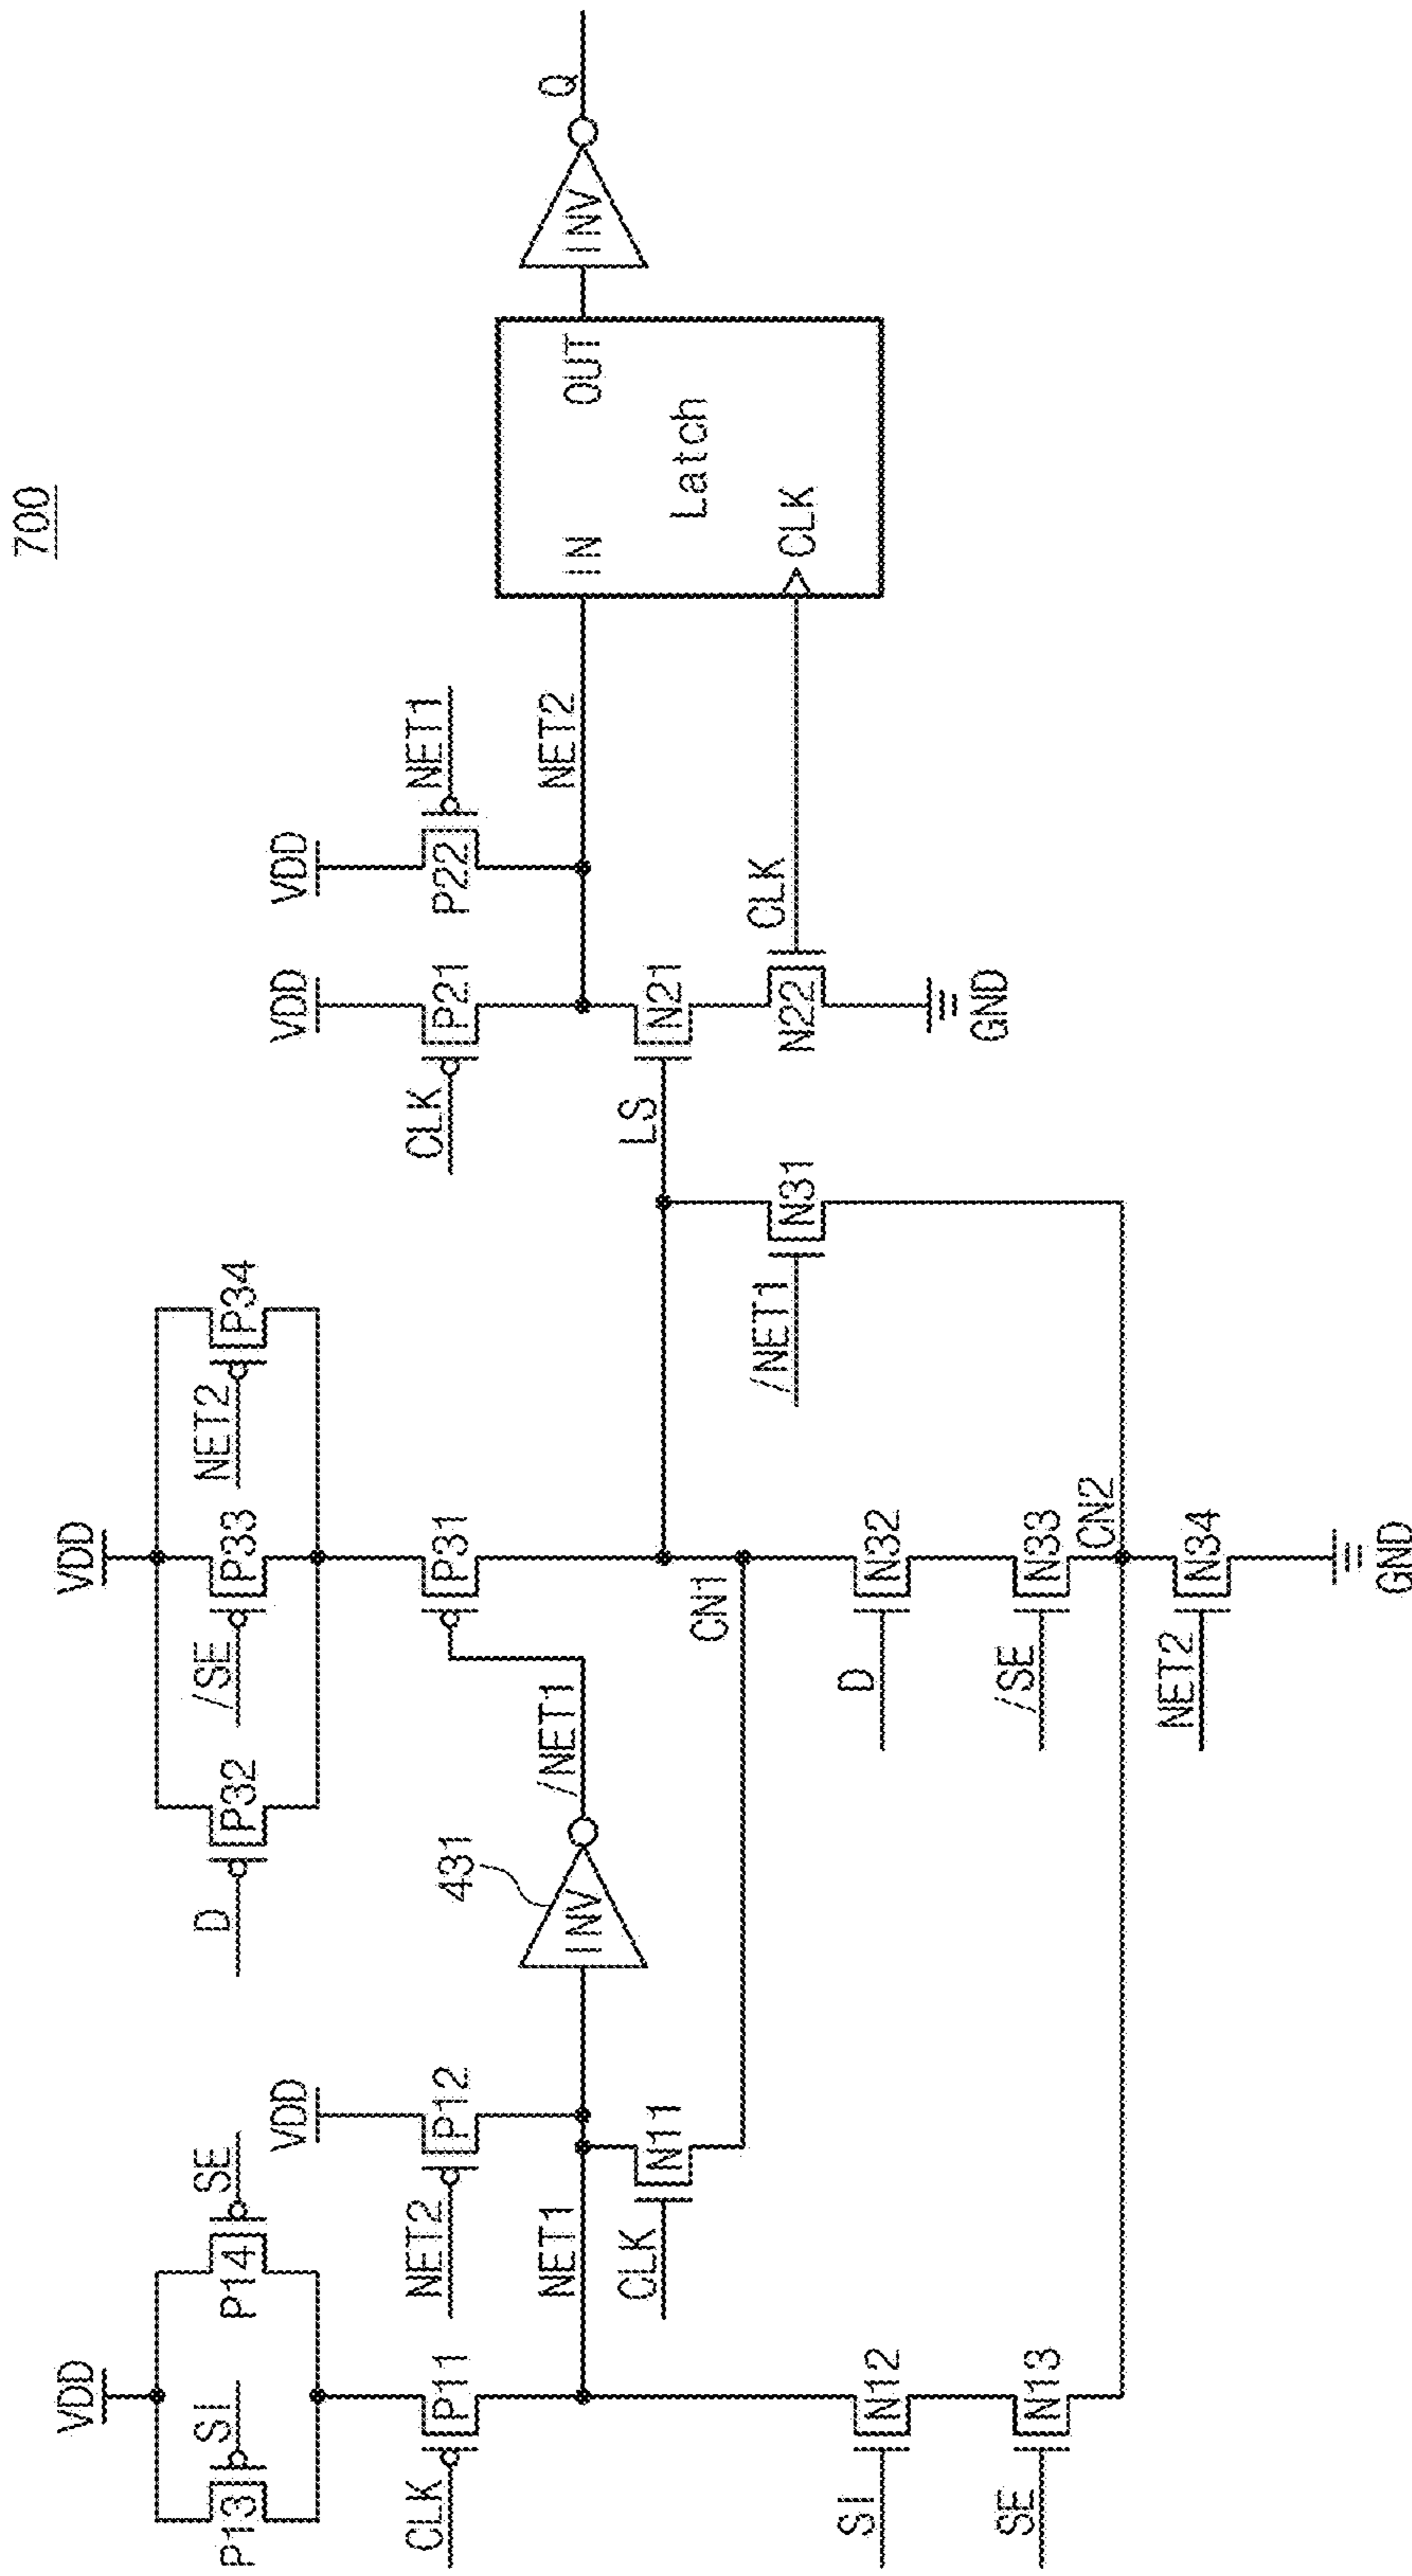 700
VDD
P13
SI
P14
SE
CLK
P11
VDD
NET2
P12
NET1
CLK
N11
SI
N12
SE
N13
431
INV
/NET1
VDD
D
P32
/SE
P33
NET2
P34
P31
CN1
D
N32
/SE
N33
CN2
NET2
N34
GND
/NET1
N31
LS
VDD
CLK
P21
VDD
P22
NET1
NET2
N21
N22
CLK
GND
IN
OUT
Latch
CLK
INV
Q